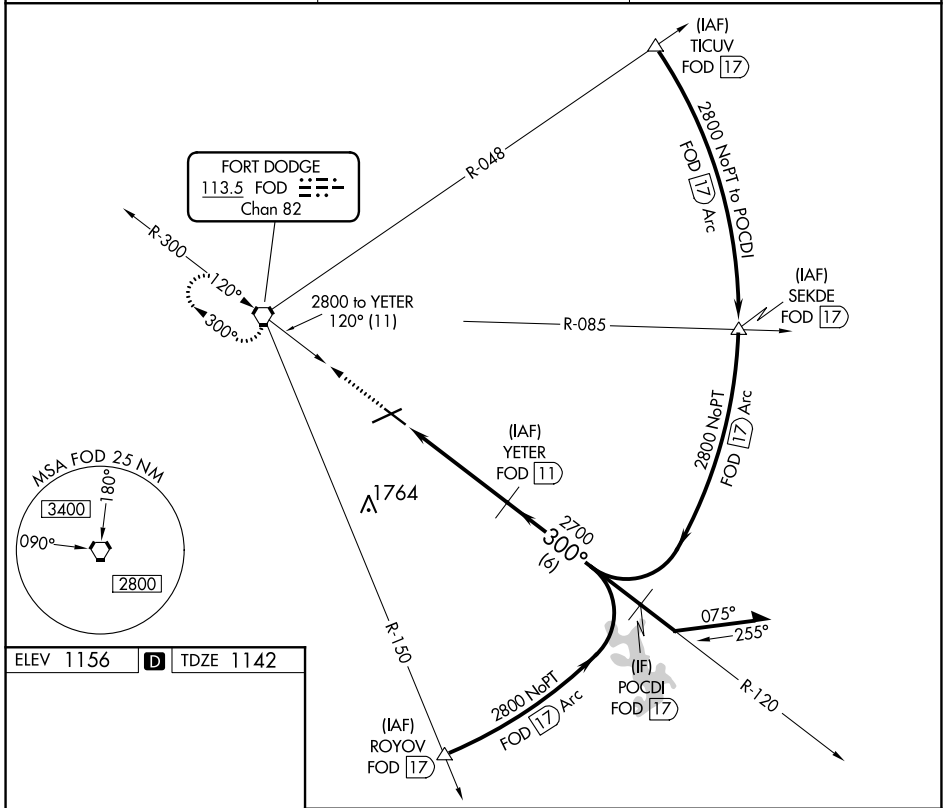 (IAF)
TICUV
FOD 17
2800 NoPT to POCDI
FOD 17 Arc
R-048
FORT DODGE
113.5 FOD
Chan 82
R-300
120°
300°
2800 to YETER
120° (11)
(IAF)
SEKDE
FOD 17
R-085
2800 NoPT
FOD 17 Arc
(IAF)
YETER
FOD 11
1764
2700
300°
(6)
MSA FOD 25 NM
180°
3400
090°
2800
075°
255°
R-150
(IF)
POCDI
FOD 17
R-120
2800 NoPT
FOD 17 Arc
(IAF)
ROYOV
FOD 17
ELEV 1156 D TDZE 1142